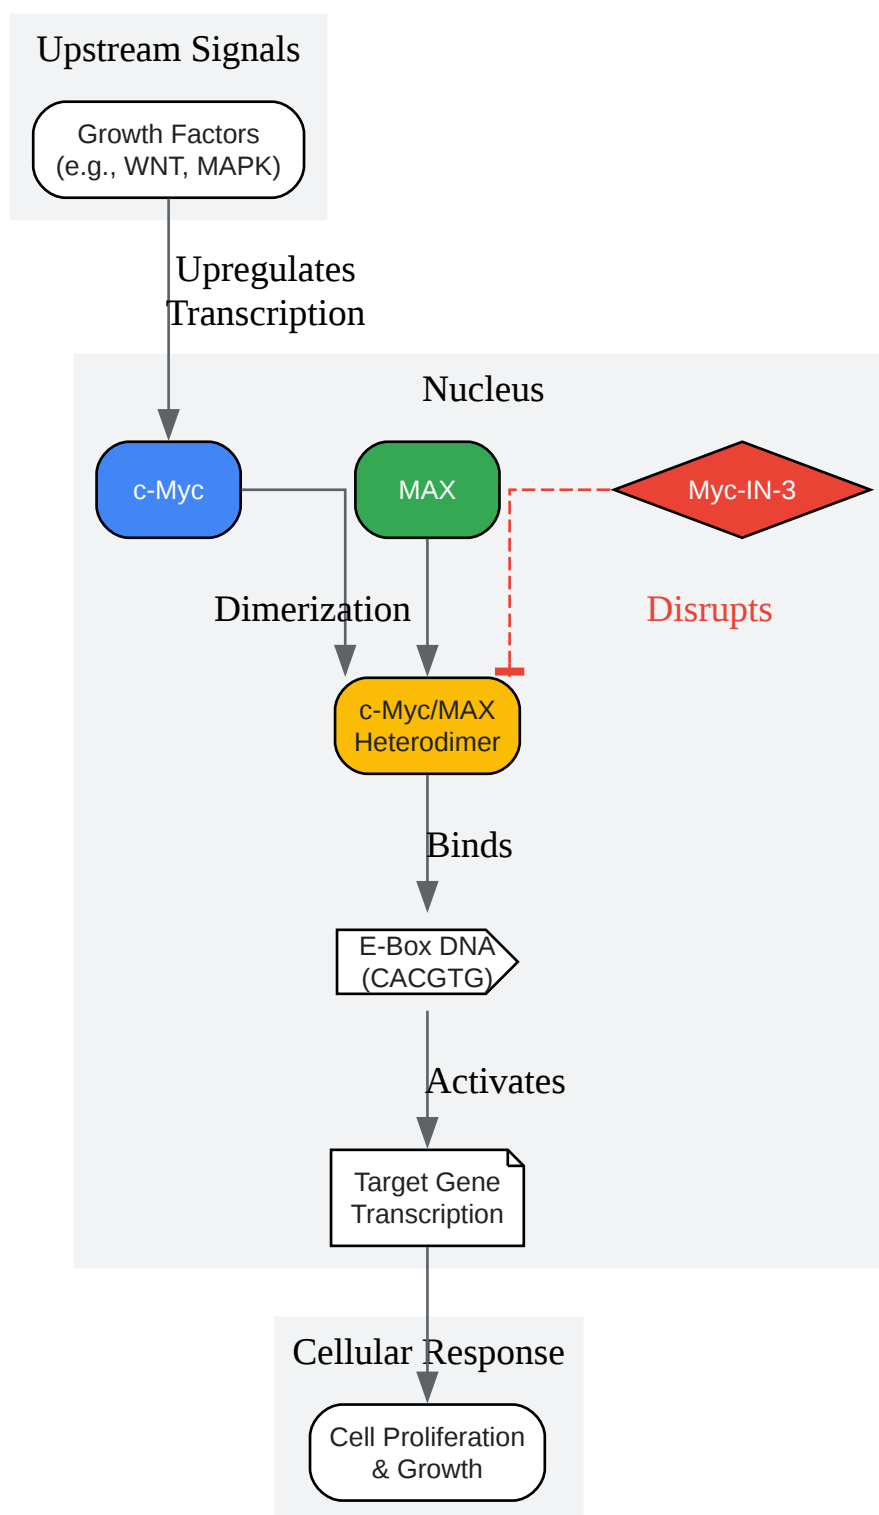 Upstream Signals
Growth Factors
(e.g., WNT, MAPK)
Upregulates
Transcription
Nucleus
c-Myc
MAX
Myc-IN-3
Dimerization
Disrupts
c-Myc/MAX
Heterodimer
Binds
E-Box DNA
(CACGTG)
Activates
Target Gene
Transcription
Cellular Response
Cell Proliferation
& Growth